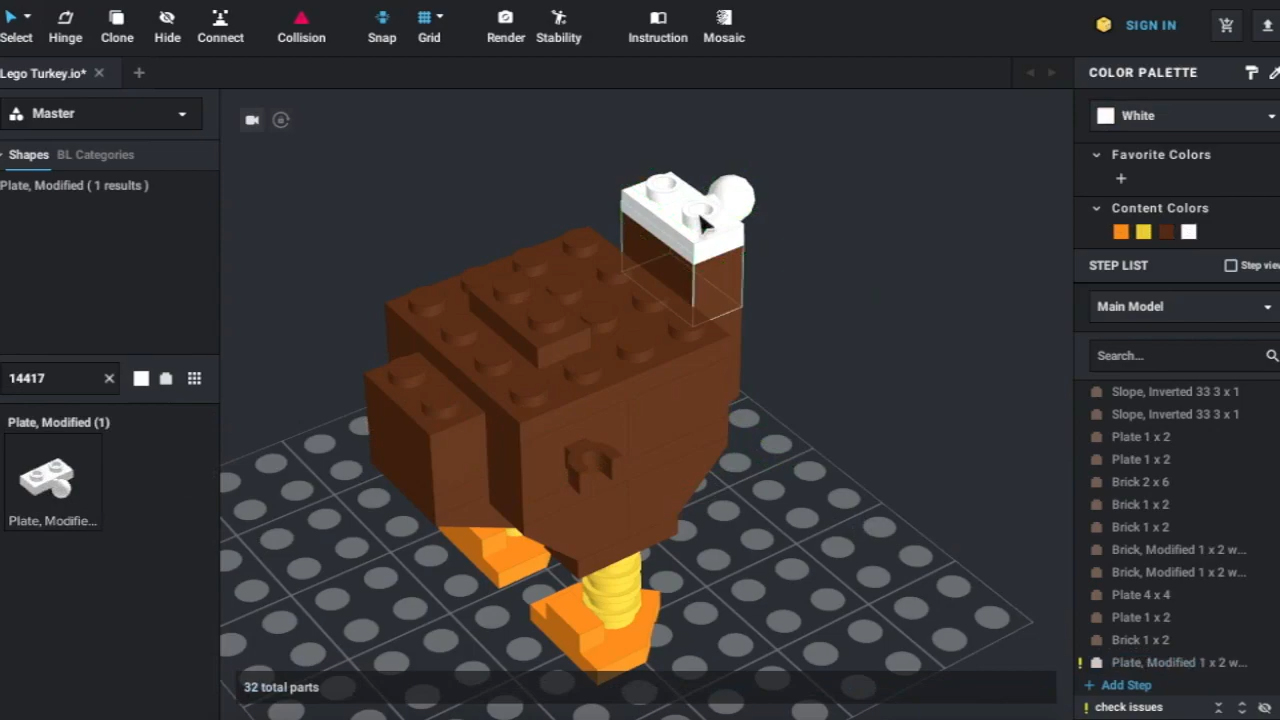 Select Hinge Clone Hide Connect Collision Snap Grid Render Stability Instruction Mosaic SIGN IN
Lego Turkey.io*
Master
Shapes BL Categories
Plate, Modified ( 1 results )
14417
Plate, Modified (1)
Plate, Modifie...
32 total parts
COLOR PALETTE
White
Favorite Colors
Content Colors
STEP LIST Step view
Main Model
Search...
Slope, Inverted 33 3 x 1
Slope, Inverted 33 3 x 1
Plate 1 x 2
Plate 1 x 2
Brick 2 x 6
Brick 1 x 2
Brick 1 x 2
Brick, Modified 1 x 2 w...
Brick, Modified 1 x 2 w...
Plate 4 x 4
Plate 1 x 2
Brick 1 x 2
Plate, Modified 1 x 2 w...
+ Add Step
! check issues